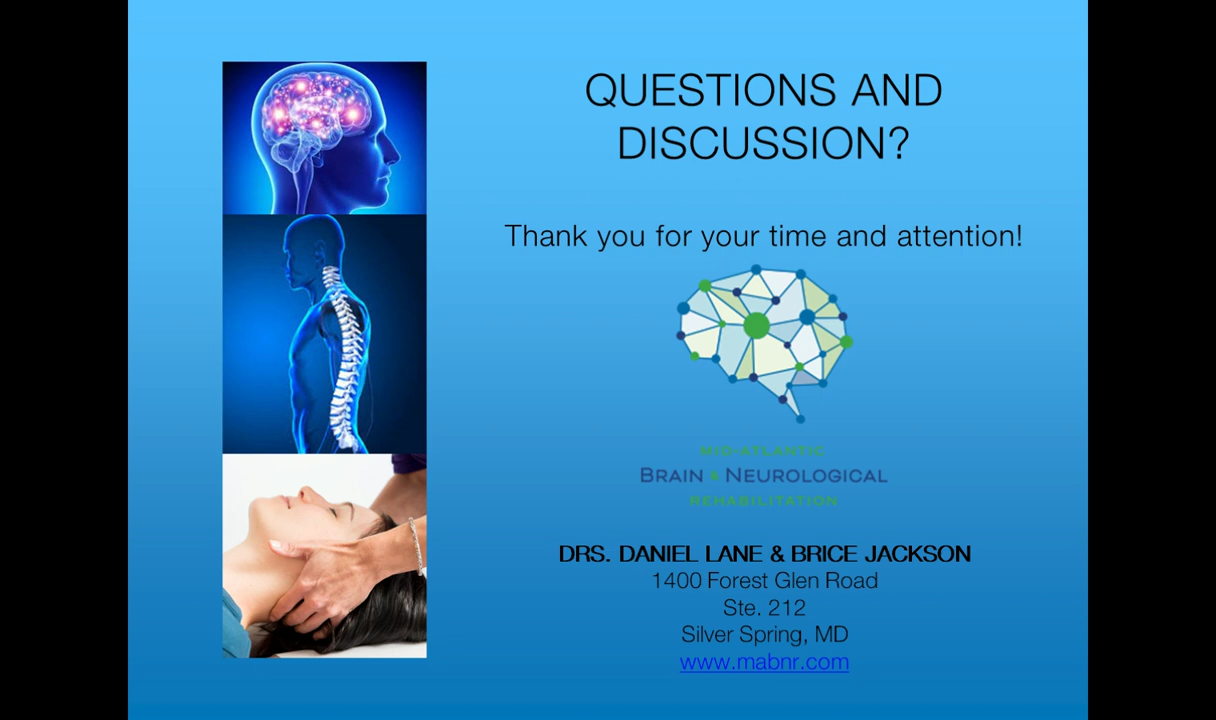 QUESTIONS AND
DISCUSSION?
Thank you for your time and attention!
MID-ATLANTIC
BRAIN + NEUROLOGICAL
REHABILITATION
DRS. DANIEL LANE & BRICE JACKSON
1400 Forest Glen Road
Ste. 212
Silver Spring, MD
www.mabnr.com